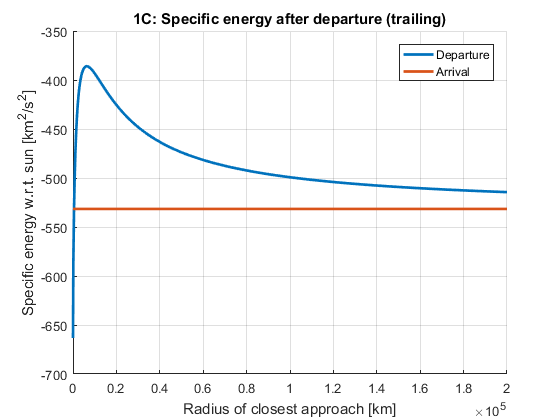 1C: Specific energy after departure (trailing)
Specific energy w.r.t. sun [km²/s²]
-350
-400
-450
-500
-550
-600
-650
-700
Departure
Arrival
0 0.2 0.4 0.6 0.8 1 1.2 1.4 1.6 1.8 2
×10⁵
Radius of closest approach [km]